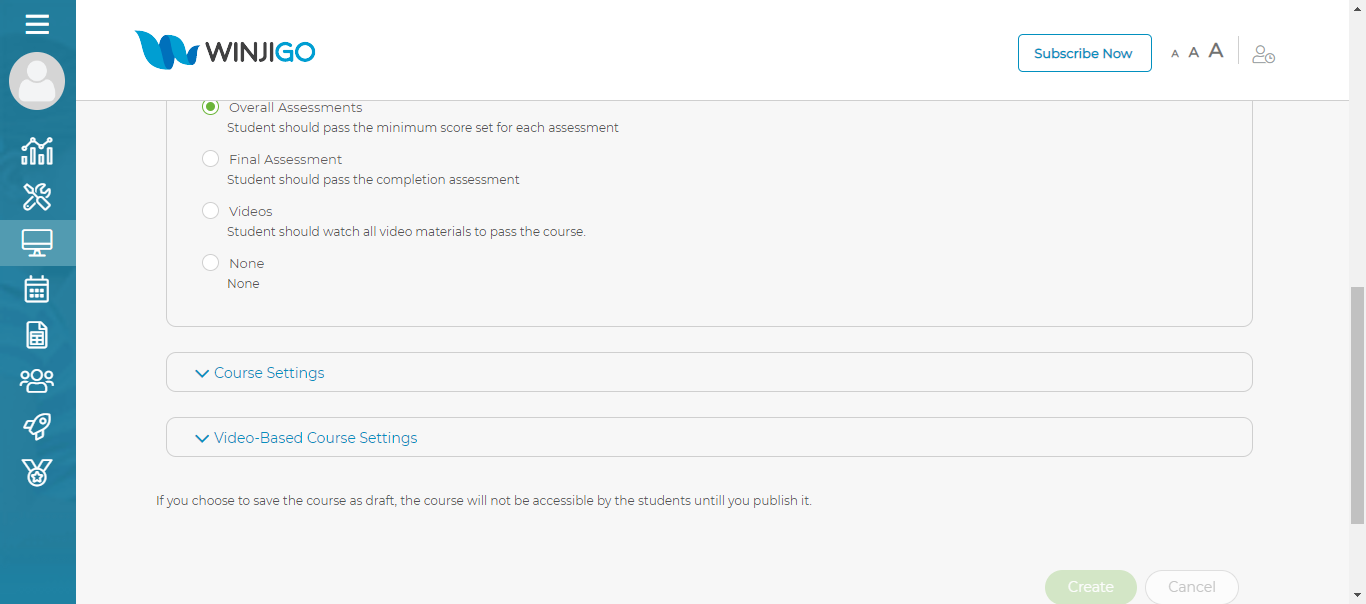 WINJIGO
Subscribe Now
A A A
Overall Assessments
Student should pass the minimum score set for each assessment
Final Assessment
Student should pass the completion assessment
Videos
Student should watch all video materials to pass the course.
None
None
Course Settings
Video-Based Course Settings
If you choose to save the course as draft, the course will not be accessible by the students untill you publish it.
Create Cancel